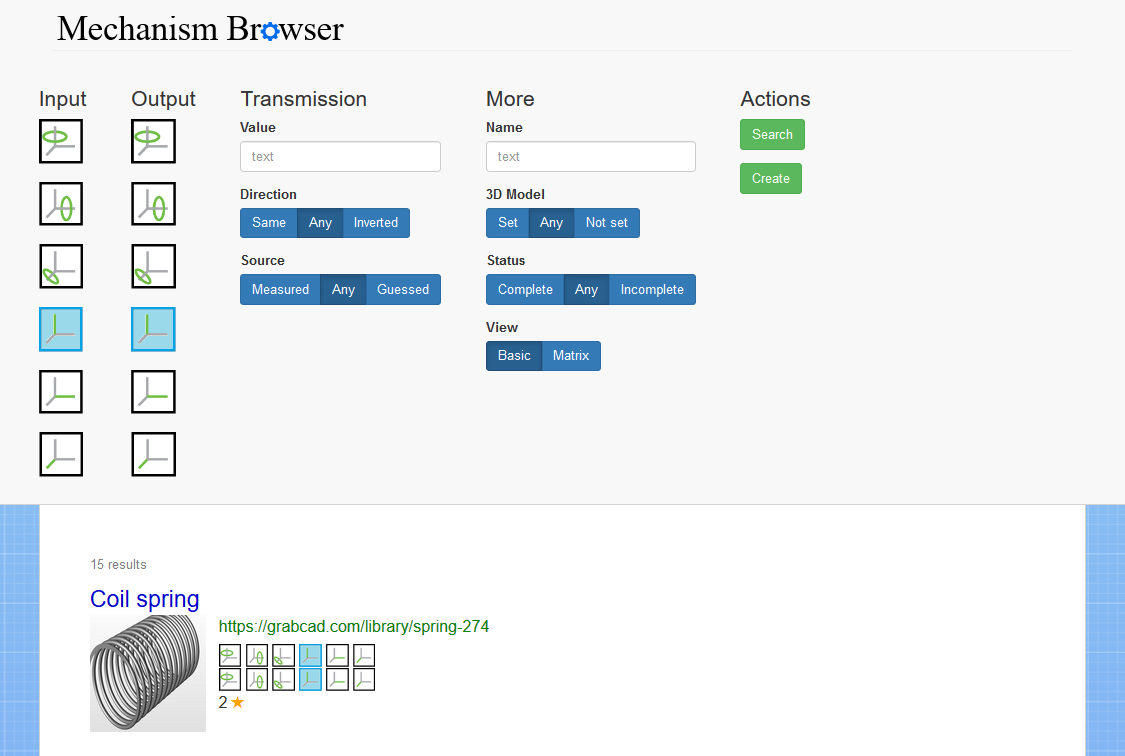 Mechanism Browser
Input
Output
Transmission
Value
text
Direction
Same Any Inverted
Source
Measured Any Guessed
More
Name
text
3D Model
Set Any Not set
Status
Complete Any Incomplete
View
Basic Matrix
Actions
Search
Create
15 results
Coil spring
https://grabcad.com/library/spring-274
2